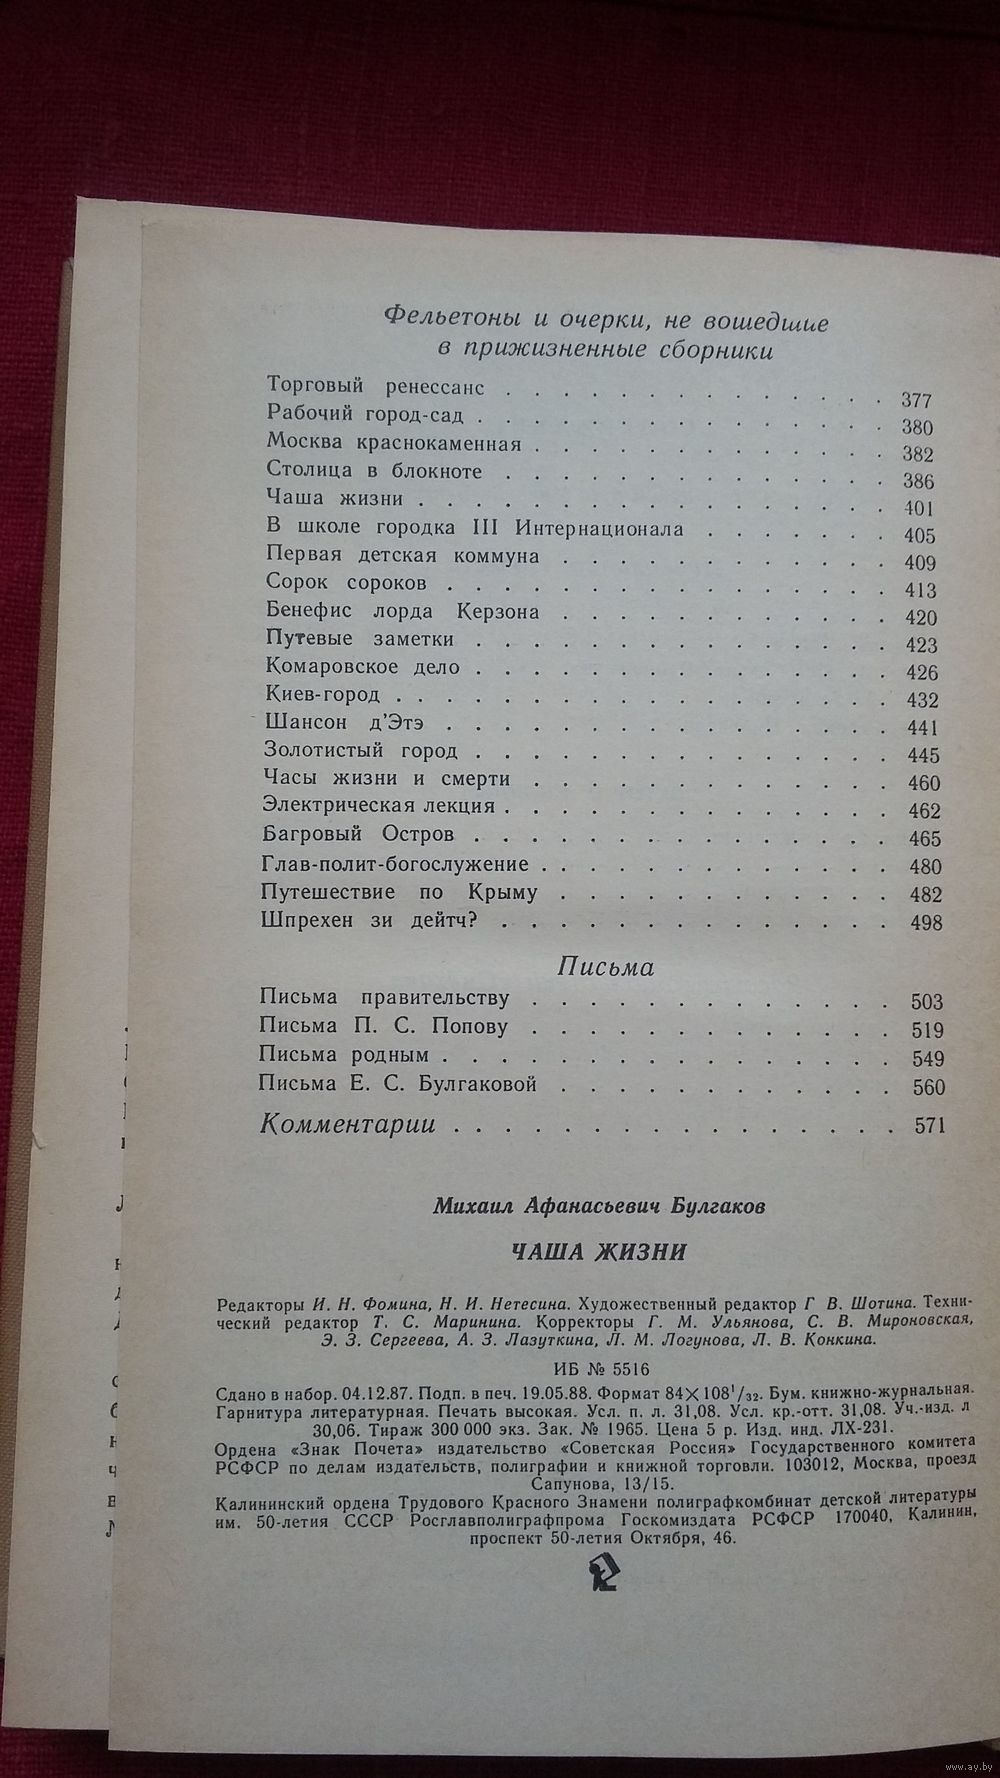 Фельетоны и очерки, не вошедшие
в прижизненные сборники
Торговый ренессанс . . . . . . . . . . . . . . 377
Рабочий город-сад . . . . . . . . . . . . . . . 380
Москва краснокаменная . . . . . . . . . . . . . 382
Столица в блокноте . . . . . . . . . . . . . . 386
Чаша жизни . . . . . . . . . . . . . . . . . 401
В школе городка III Интернационала . . . . . . . 405
Первая детская коммуна . . . . . . . . . . . . 409
Сорок сороков . . . . . . . . . . . . . . . . 413
Бенефис лорда Керзона . . . . . . . . . . . . 420
Путевые заметки . . . . . . . . . . . . . . . 423
Комаровское дело . . . . . . . . . . . . . . . 426
Киев-город . . . . . . . . . . . . . . . . . . 432
Шансон д’Этэ . . . . . . . . . . . . . . . . 441
Золотистый город . . . . . . . . . . . . . . . 445
Часы жизни и смерти . . . . . . . . . . . . . 460
Электрическая лекция . . . . . . . . . . . . . . 462
Багровый Остров . . . . . . . . . . . . . . . 465
Глав-полит-богослужение . . . . . . . . . . . . . 480
Путешествие по Крыму . . . . . . . . . . . . 482
Шпрехен зи дейтч? . . . . . . . . . . . . . . 498
Письма
Письма правительству . . . . . . . . . . . . . 503
Письма П. С. Попову . . . . . . . . . . . . . 519
Письма родным . . . . . . . . . . . . . . . . 549
Письма Е. С. Булгаковой . . . . . . . . . . . . 560
Комментарии . . . . . . . . . . . . . . . . 571
Михаил Афанасьевич Булгаков
ЧАША ЖИЗНИ
Редакторы И. Н. Фомина, Н. И. Нетесина. Художественный редактор Г В. Шотина. Техни-
ческий редактор Т. С. Маринина. Корректоры Г. М. Ульянова, С. В. Мироновская,
Э. З. Сергеева, А. З. Лазуткина, Л. М. Логунова, Л. В. Конкина.
ИБ № 5516
Сдано в набор. 04.12.87. Подп. в печ. 19.05.88. Формат 84×108¹/₃₂. Бум. книжно-журнальная.
Гарнитура литературная. Печать высокая. Усл. п. л. 31,08. Усл. кр.-отт. 31,08. Уч.-изд. л
30,06. Тираж 300 000 экз. Зак. № 1965. Цена 5 р. Изд. инд. ЛХ-231.
Ордена «Знак Почета» издательство «Советская Россия» Государственного комитета
РСФСР по делам издательств, полиграфии и книжной торговли. 103012, Москва, проезд
Сапунова, 13/15.
Калининский ордена Трудового Красного Знамени полиграфкомбинат детской литературы
им. 50-летия СССР Росглавполиграфпрома Госкомиздата РСФСР 170040, Калинин,
проспект 50-летия Октября, 46.
www.ay.by